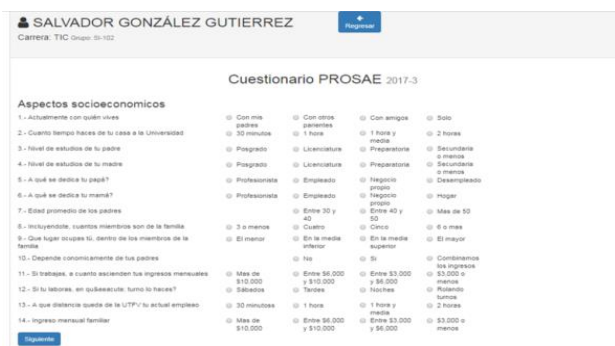 SALVADOR GONZÁLEZ GUTIERREZ
Regresar
Carrera: TIC Grupo: SI-102
Cuestionario PROSAE 2017-3
Aspectos socioeconomicos
1.- Actualmente con quién vives Con mis padres Con otros parientes Con amigos Solo
2.- Cuanto tiempo haces de tu casa a la Universidad 30 minutos 1 hora 1 hora y media 2 horas
3.- Nivel de estudios de tu padre Posgrado Licenciatura Preparatoria Secundaria o menos
4.- Nivel de estudios de tu madre Posgrado Licenciatura Preparatoria Secundaria o menos
5.- A qué se dedica tu papá? Profesionista Empleado Negocio propio Desempleado
6.- A qué se dedica tu mamá? Profesionista Empleado Negocio propio Hogar
7.- Edad promedio de los padres Entre 30 y 40 Entre 40 y 50 Mas de 50
8.- Incluyendote, cuantos miembros son de la familia 3 o menos Cuatro Cinco 6 o mas
9.- Que lugar ocupas tú, dentro de los miembros de la familia El menor En la media inferior En la media superior El mayor
10.- Depende conomicamente de tus padres No Si Combinamos los ingresos
11.- Si trabajas, a cuanto ascienden tus ingresos mensuales Mas de $10,000 Entre $6,000 y $10,000 Entre $3,000 y $6,000 $3,000 o menos
12.- Si tu laboras, en qu&eacute; turno lo haces? Sábados Tardes Noches Rolando turnos
13.- A que distancia queda de la UTFV tu actual empleo 30 minutoss 1 hora 1 hora y media 2 horas
14.- Ingreso mensual familiar Mas de $10,000 Entre $6,000 y $10,000 Entre $3,000 y $6,000 $3,000 o menos
Siguiente